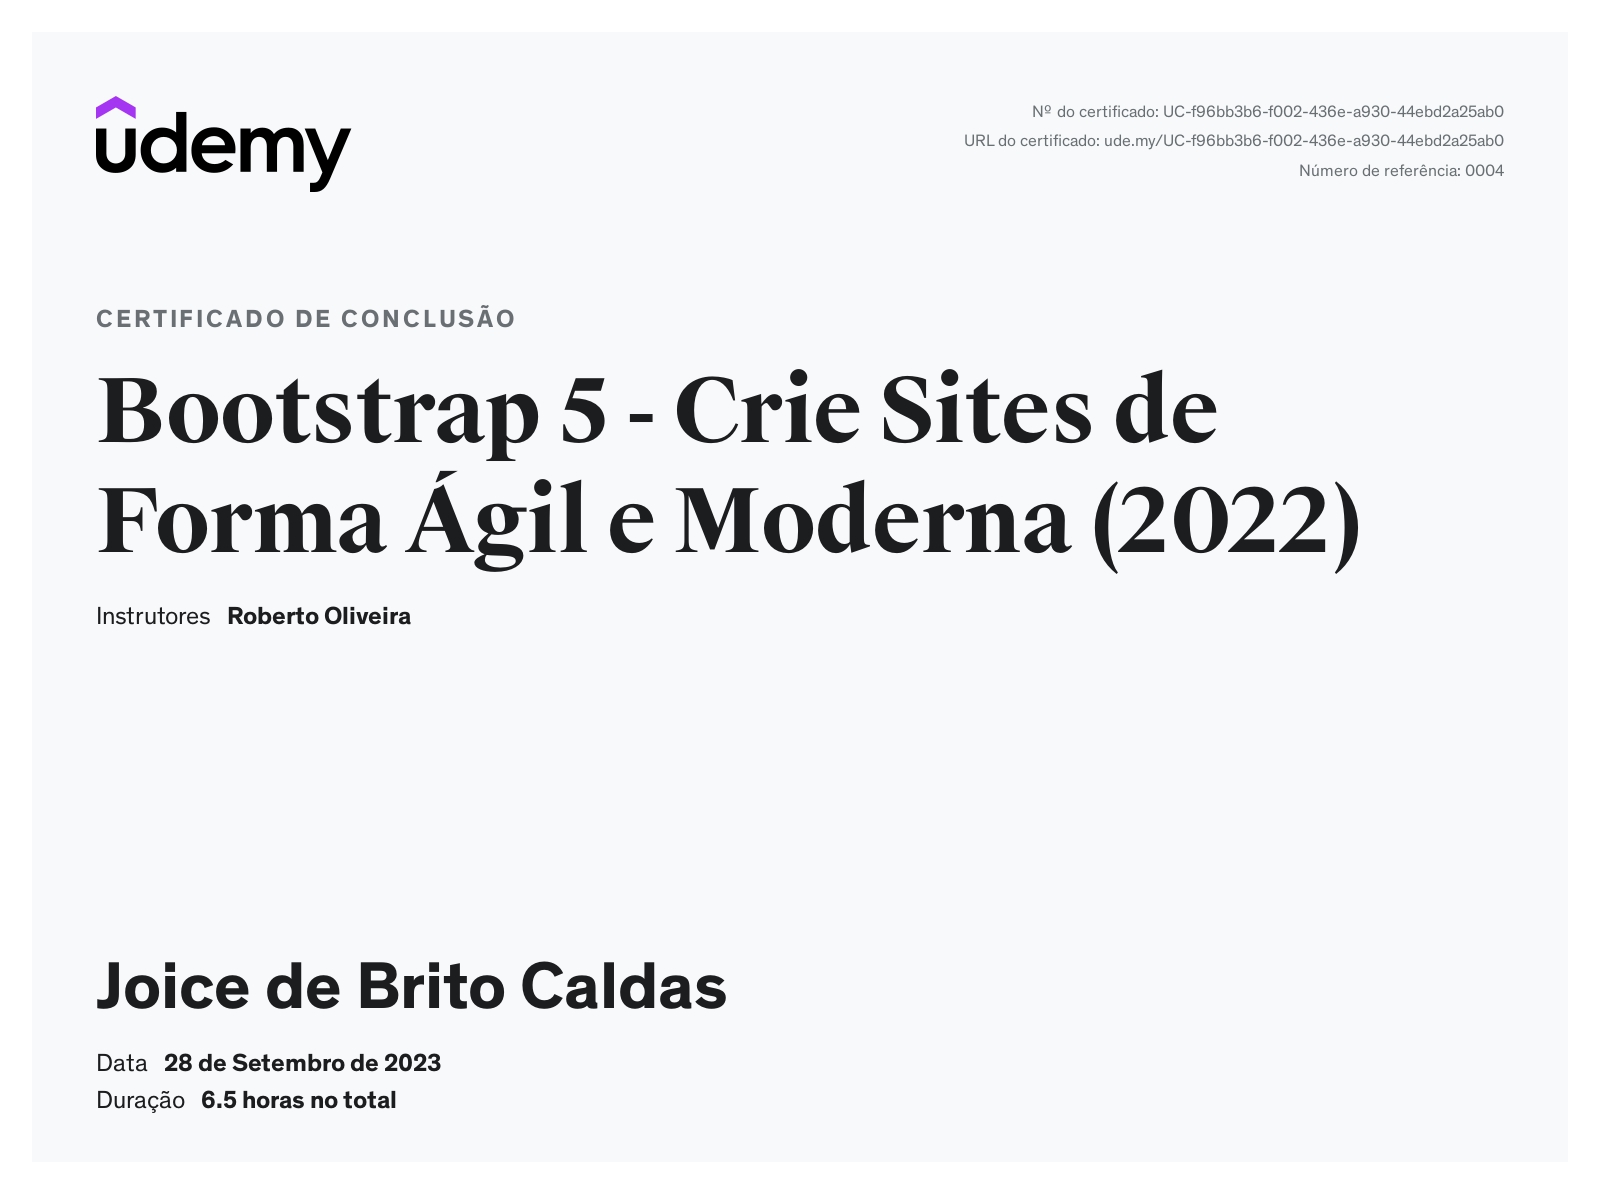 udemy
Nº do certificado: UC-f96bb3b6-f002-436e-a930-44ebd2a25ab0
URL do certificado: ude.my/UC-f96bb3b6-f002-436e-a930-44ebd2a25ab0
Número de referência: 0004
CERTIFICADO DE CONCLUSÃO
Bootstrap 5 - Crie Sites de
Forma Ágil e Moderna (2022)
Instrutores Roberto Oliveira
Joice de Brito Caldas
Data 28 de Setembro de 2023
Duração 6.5 horas no total